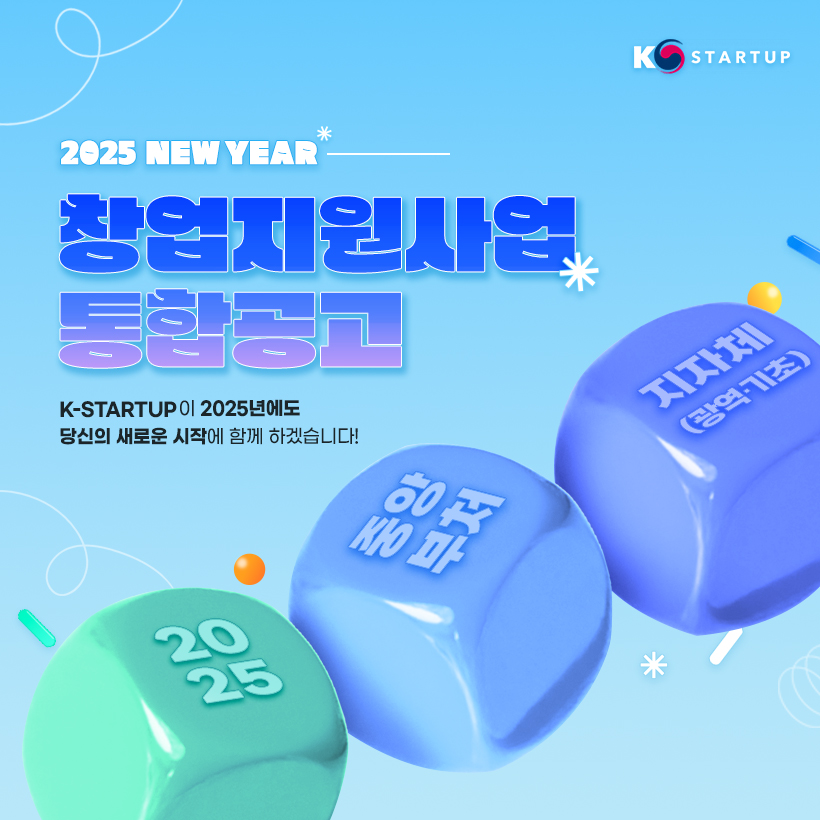 K STARTUP
2025 NEW YEAR
창업지원사업
통합공고
K-STARTUP이 2025년에도
당신의 새로운 시작에 함께 하겠습니다!
지자체
(광역·기초)
중앙
부처
20
25